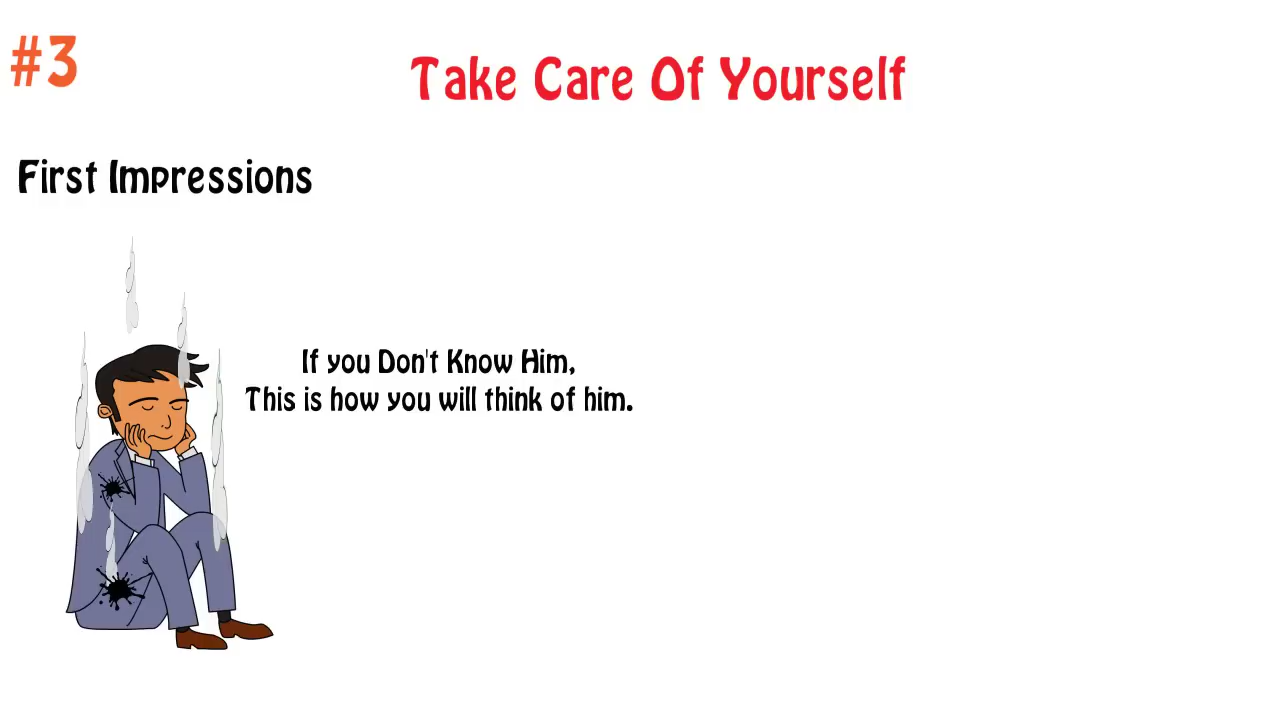 #3
Take Care Of Yourself
First Impressions
If you Don't Know Him,
This is how you will think of him.